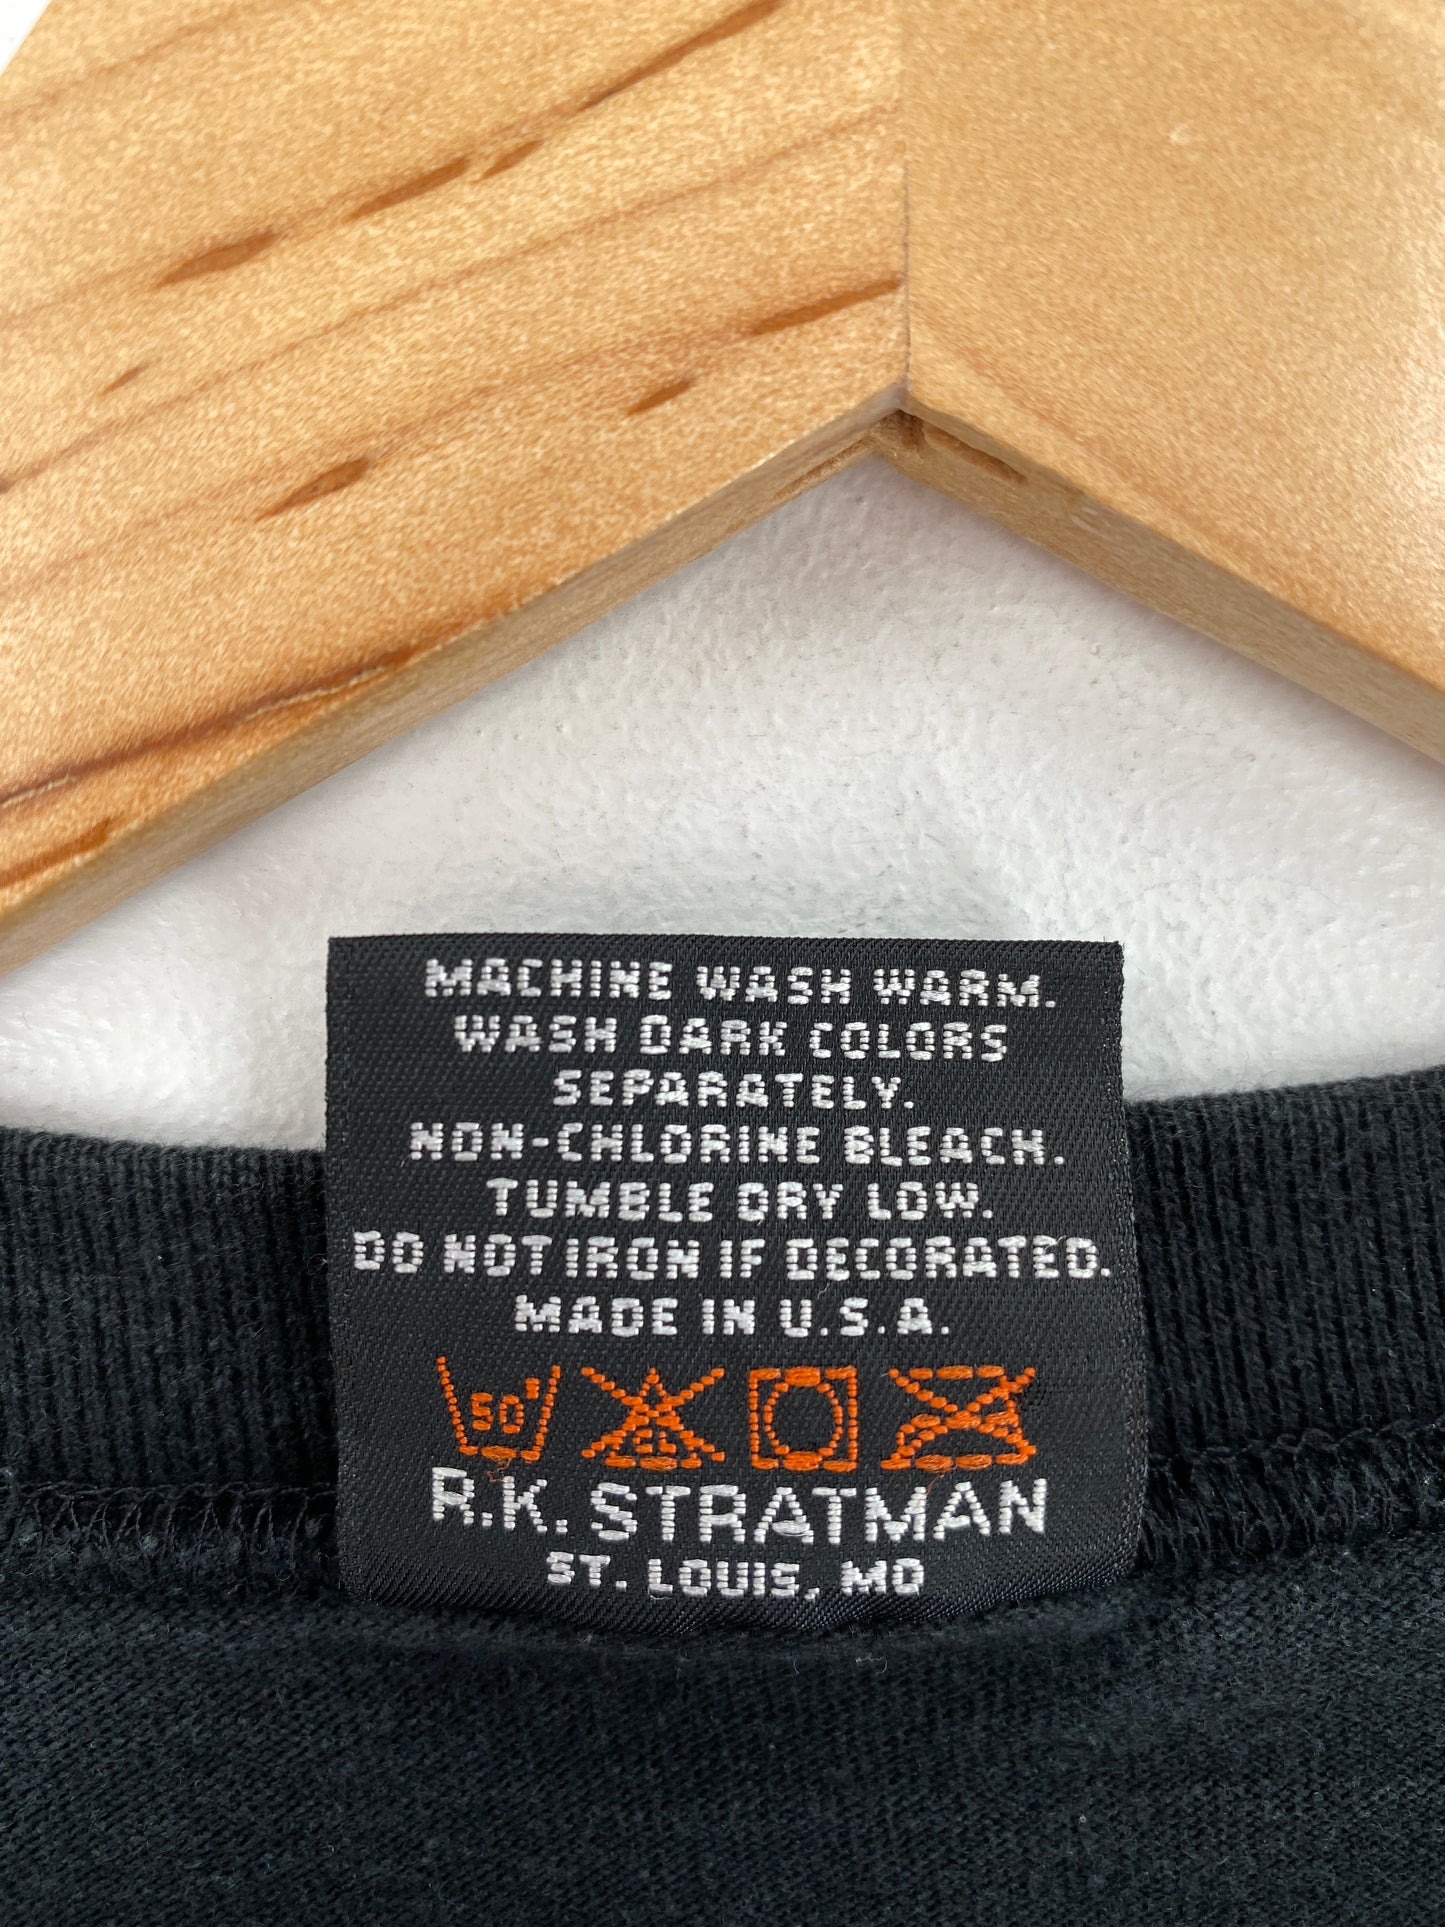 MACHINE WASH WARM.
WASH DARK COLORS
SEPARATELY.
NON-CHLORINE BLEACH.
TUMBLE DRY LOW.
DO NOT IRON IF DECORATED.
MADE IN U.S.A.
50° CL
R.K. STRATMAN
ST. LOUIS, MO